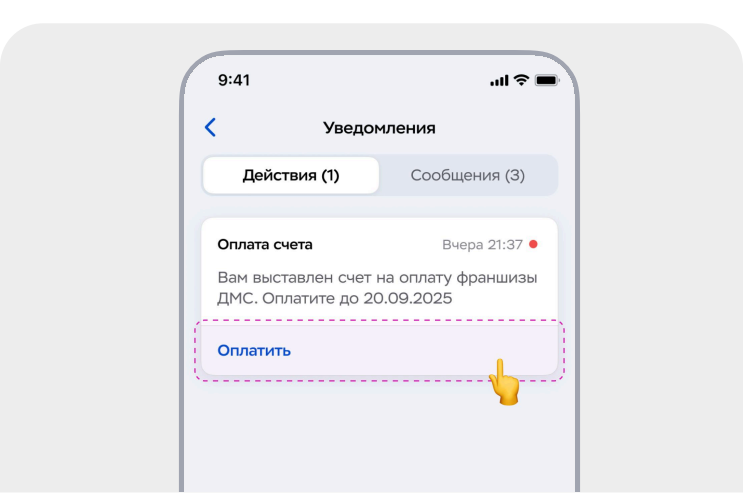 9:41
Уведомления
Действия (1)
Сообщения (3)
Оплата счета
Вчера 21:37
Вам выставлен счет на оплату франшизы
ДМС. Оплатите до 20.09.2025
Оплатить